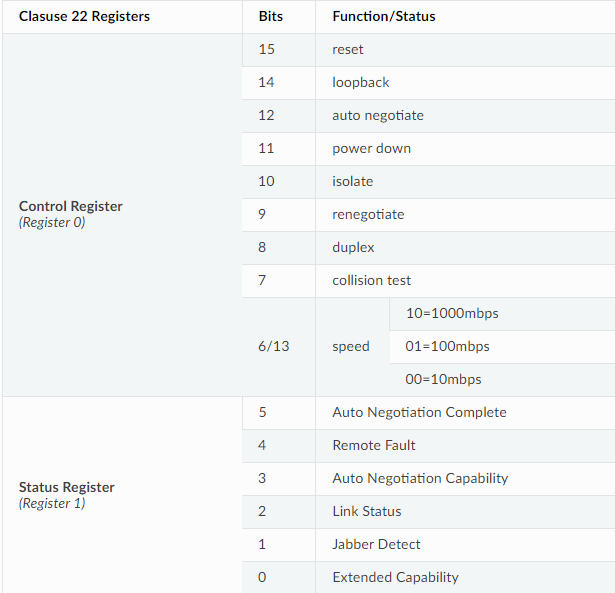 Clasuse 22 Registers Bits Function/Status
15 reset
14 loopback
12 auto negotiate
11 power down
10 isolate
Control Register
(Register 0)
9 renegotiate
8 duplex
7 collision test
6/13 speed
10=1000mbps
01=100mbps
00=10mbps
5 Auto Negotiation Complete
4 Remote Fault
3 Auto Negotiation Capability
Status Register
(Register 1)
2 Link Status
1 Jabber Detect
0 Extended Capability